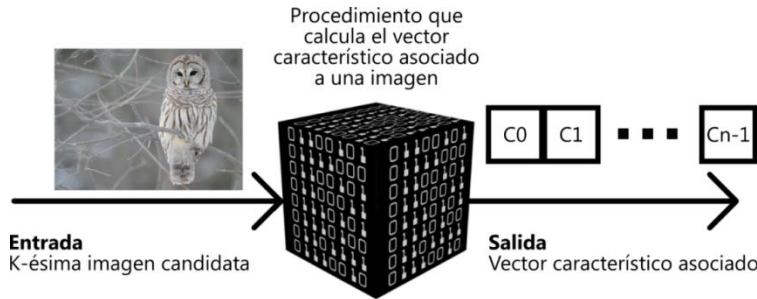 Procedimiento que
calcula el vector
característico asociado
a una imagen
C0 C1 Cn-1
Entrada
K-ésima imagen candidata
Salida
Vector característico asociado